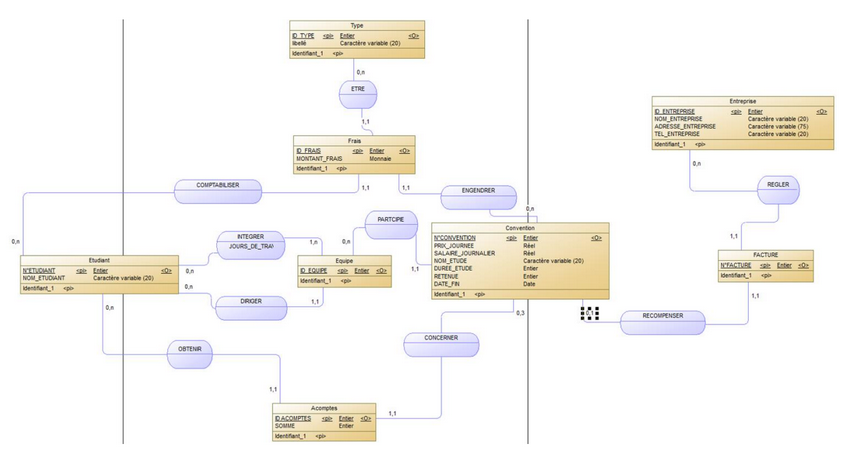 Type
ID_TYPE <pi> Entier <O>
libellé Caractère variable (20)
Identifiant_1 <pi>
0,n
ETRE
1,1
Frais
ID_FRAIS <pi> Entier <O>
MONTANT_FRAIS Monnaie
Identifiant_1 <pi>
Entreprise
ID_ENTREPRISE <pi> Entier <O>
NOM_ENTREPRISE Caractère variable (20)
ADRESSE_ENTREPRISE Caractère variable (75)
TEL_ENTREPRISE Caractère variable (20)
Identifiant_1 <pi>
0,n
COMPTABILISER
1,1
1,1
ENGENDRER
0,n
REGLER
1,1
0,n
INTEGRER
JOURS_DE_TRA
1,n
0,n
PARTCIPIE
1,1
Convention
N°CONVENTION <pi> Entier <O>
PRIX_JOURNEE Réel
SALAIRE_JOURNALIER Réel
NOM_ETUDE Caractère variable (20)
DUREE_ETUDE Entier
RETENUE Entier
DATE_FIN Date
Identifiant_1 <pi>
Etudiant
N°ETUDIANT <pi> Entier <O>
NOM_ETUDIANT Caractère variable (20)
Identifiant_1 <pi>
0,n
0,n
Equipe
ID_EQUIPE <pi> Entier <O>
Identifiant_1 <pi>
FACTURE
N°FACTURE <pi> Entier <O>
Identifiant_1 <pi>
0,n
DIRIGER
1,1
0,3
0,1
RECOMPENSER
1,1
OBTENIR
CONCERNER
1,1
1,1
Acomptes
ID ACOMPTES <pi> Entier <O>
SOMME Entier
Identifiant_1 <pi>